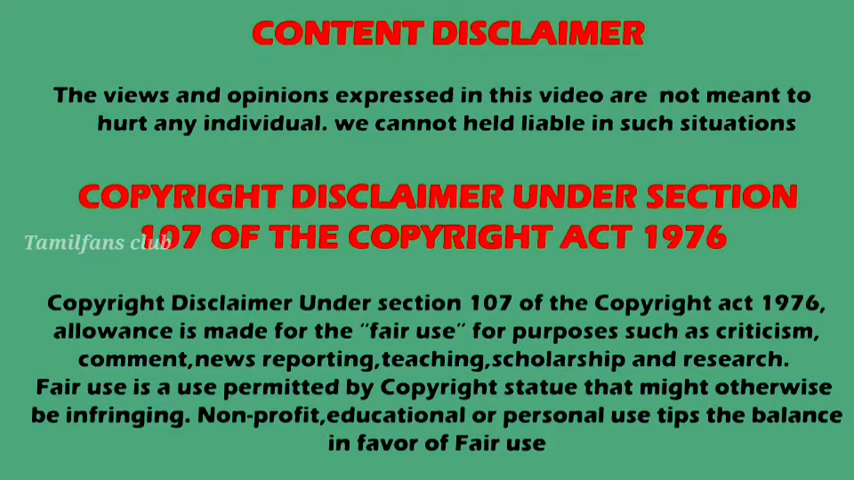 CONTENT DISCLAIMER
The views and opinions expressed in this video are not meant to
hurt any individual. we cannot held liable in such situations
COPYRIGHT DISCLAIMER UNDER SECTION
107 OF THE COPYRIGHT ACT 1976
Tamilfans club
Copyright Disclaimer Under section 107 of the Copyright act 1976,
allowance is made for the "fair use" for purposes such as criticism,
comment,news reporting,teaching,scholarship and research.
Fair use is a use permitted by Copyright statue that might otherwise
be infringing. Non-profit,educational or personal use tips the balance
in favor of Fair use